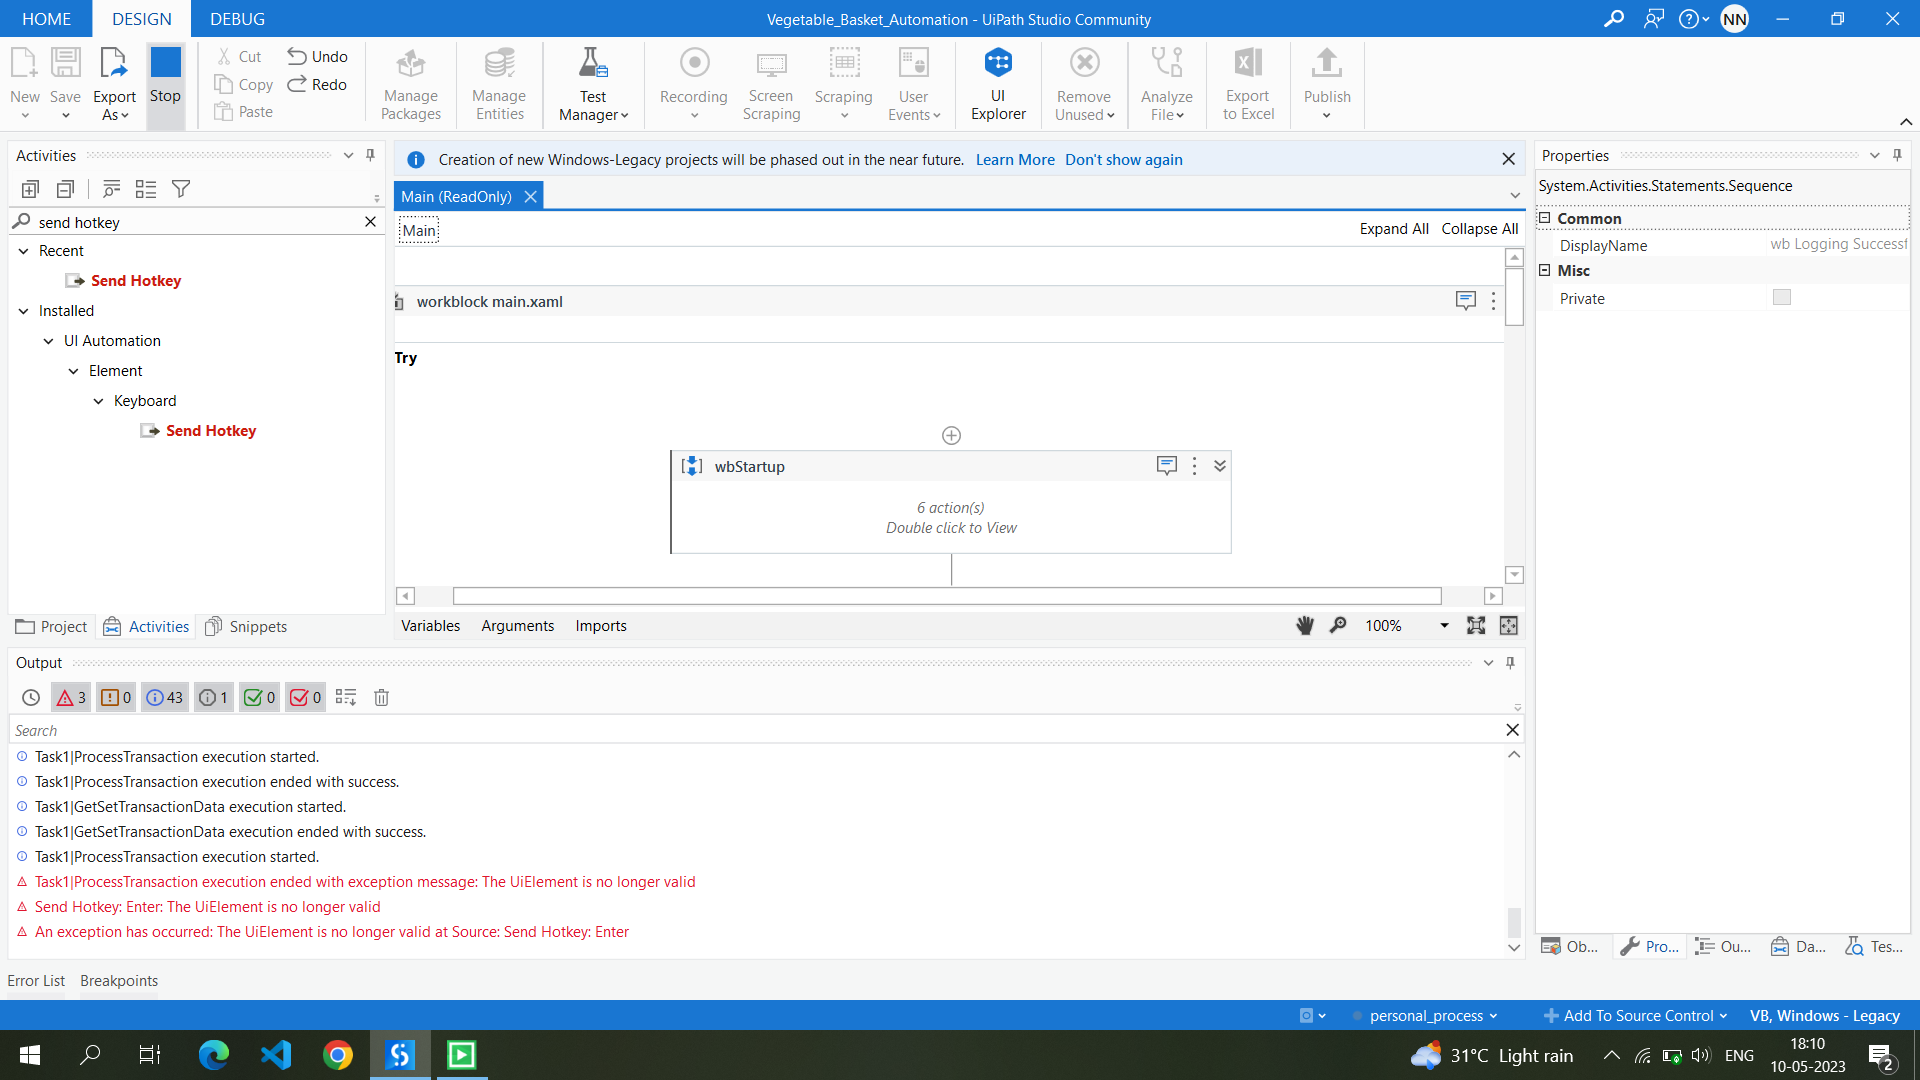 HOME DESIGN DEBUG
Vegetable_Basket_Automation - UiPath Studio Community
NN
New
Save
Export As
Stop
Cut
Copy
Paste
Undo
Redo
Manage Packages
Manage Entities
Test Manager
Recording
Screen Scraping
Scraping
User Events
UI Explorer
Remove Unused
Analyze File
Export to Excel
Publish
Activities
send hotkey
Recent
Send Hotkey
Installed
UI Automation
Element
Keyboard
Send Hotkey
Project Activities Snippets
Creation of new Windows-Legacy projects will be phased out in the near future. Learn More Don't show again
Main (ReadOnly)
Main
Expand All Collapse All
workblock main.xaml
Try
wbStartup
6 action(s)
Double click to View
Variables Arguments Imports
100%
Properties
System.Activities.Statements.Sequence
Common
DisplayName wb Logging Successf
Misc
Private
Ob... Pro... Ou... Da... Tes...
Output
3 0 43 1 0 0
Search
Task1|ProcessTransaction execution started.
Task1|ProcessTransaction execution ended with success.
Task1|GetSetTransactionData execution started.
Task1|GetSetTransactionData execution ended with success.
Task1|ProcessTransaction execution started.
Task1|ProcessTransaction execution ended with exception message: The UiElement is no longer valid
Send Hotkey: Enter: The UiElement is no longer valid
An exception has occurred: The UiElement is no longer valid at Source: Send Hotkey: Enter
Error List Breakpoints
personal_process
Add To Source Control
VB, Windows - Legacy
31°C Light rain
ENG
18:10
10-05-2023
2